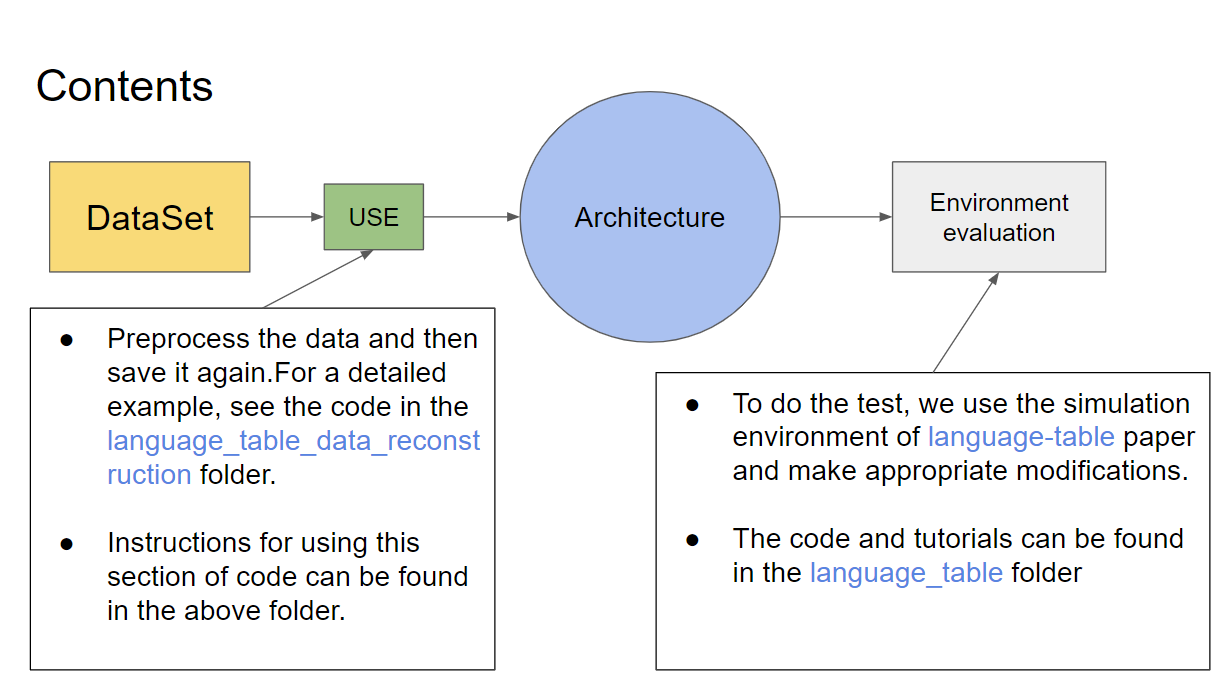 Contents
DataSet
USE
Architecture
Environment
evaluation
● Preprocess the data and then
save it again.For a detailed
example, see the code in the
language_table_data_reconst
ruction folder.
● Instructions for using this
section of code can be found
in the above folder.
● To do the test, we use the simulation
environment of language-table paper
and make appropriate modifications.
● The code and tutorials can be found
in the language_table folder